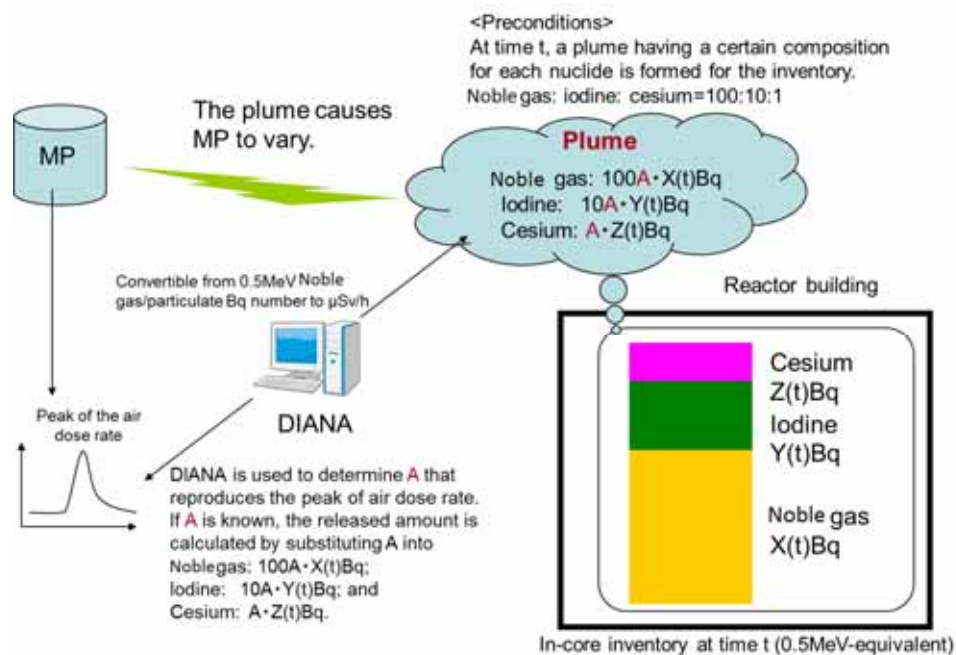 <Preconditions>
At time t, a plume having a certain composition
for each nuclide is formed for the inventory.
Noble gas: iodine: cesium=100:10:1
The plume causes
MP to vary.
MP
Plume
Noble gas: 100A・X(t)Bq
Iodine: 10A・Y(t)Bq
Cesium: A・Z(t)Bq
Convertible from 0.5MeV Noble
gas/particulate Bq number to μSv/h
DIANA
Reactor building
Cesium
Z(t)Bq
Iodine
Y(t)Bq
Noble gas
X(t)Bq
Peak of the air
dose rate
DIANA is used to determine A that
reproduces the peak of air dose rate.
If A is known, the released amount is
calculated by substituting A into
Noble gas: 100A・X(t)Bq;
Iodine: 10A・Y(t)Bq; and
Cesium: A・Z(t)Bq.
In-core inventory at time t (0.5MeV-equivalent)